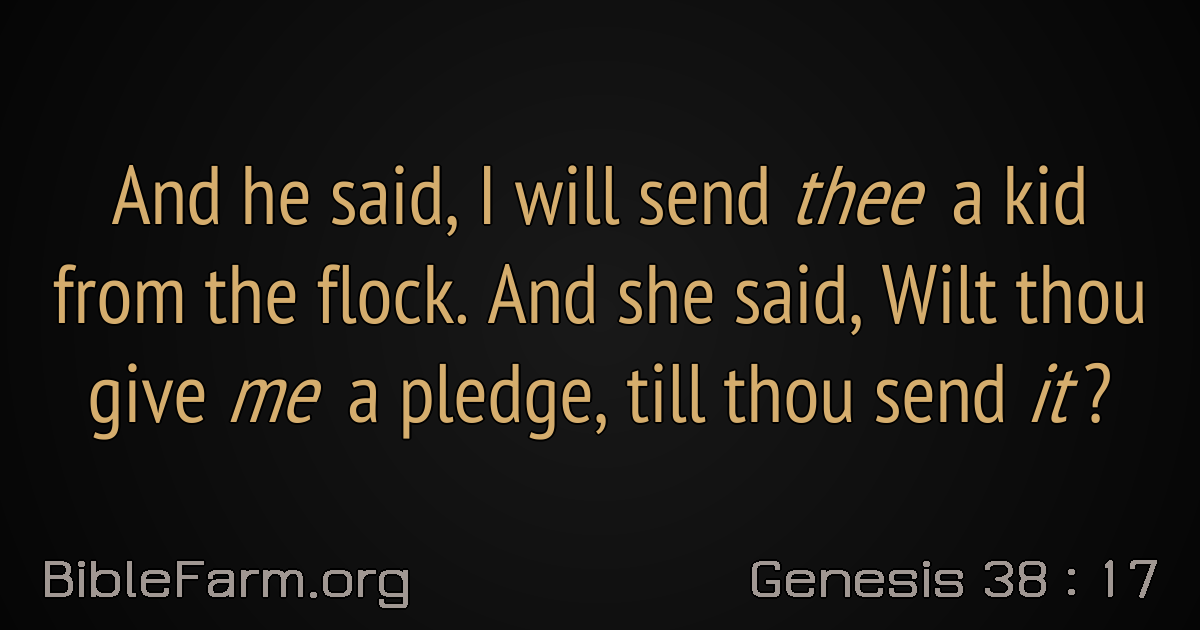 And he said, I will send thee a kid
from the flock. And she said, Wilt thou
give me a pledge, till thou send it?
BibleFarm.org
Genesis 38 : 17